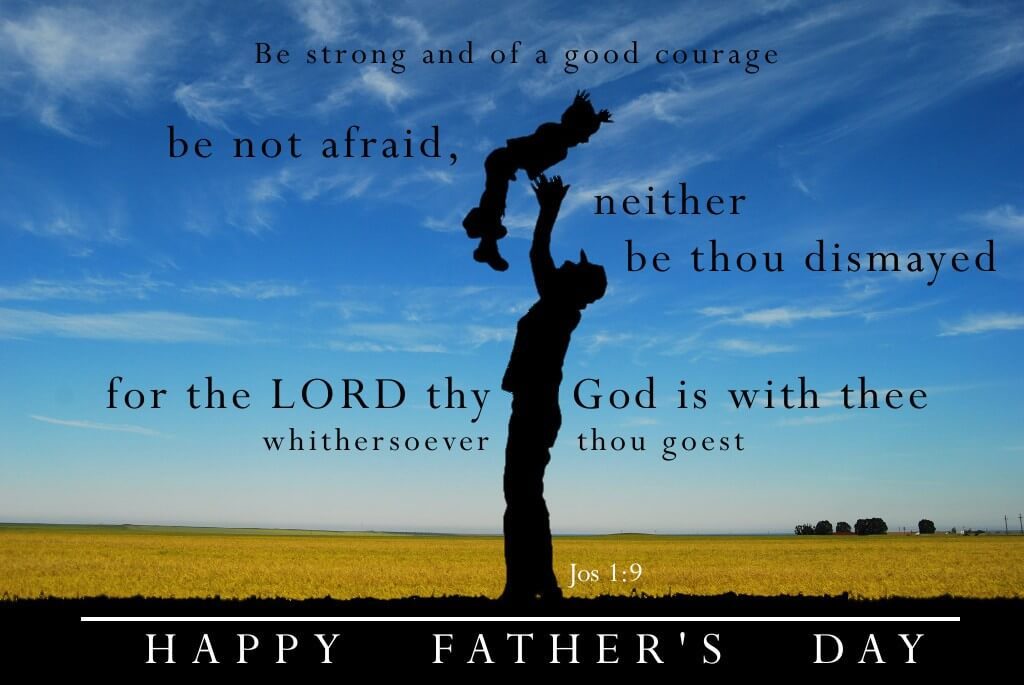 Be strong and of a good courage
be not afraid,
neither
be thou dismayed
for the LORD thy God is with thee
whithersoever thou goest
Jos 1:9
HAPPY FATHER'S DAY